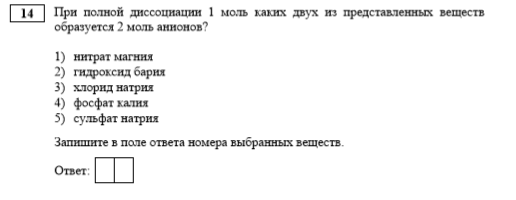 14 При полной диссоциации 1 моль каких двух из представленных веществ
образуется 2 моль анионов?
1) нитрат магния
2) гидроксид бария
3) хлорид натрия
4) фосфат калия
5) сульфат натрия
Запишите в поле ответа номера выбранных веществ.
Ответ: